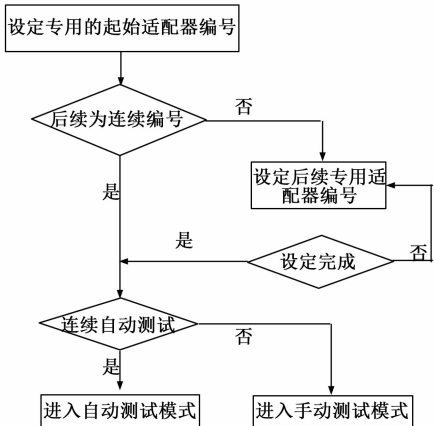 设定专用的起始适配器编号
后续为连续编号
否
设定后续专用适
配器编号
是
是
设定完成
否
连续自动测试
否
是
进入自动测试模式
进入手动测试模式